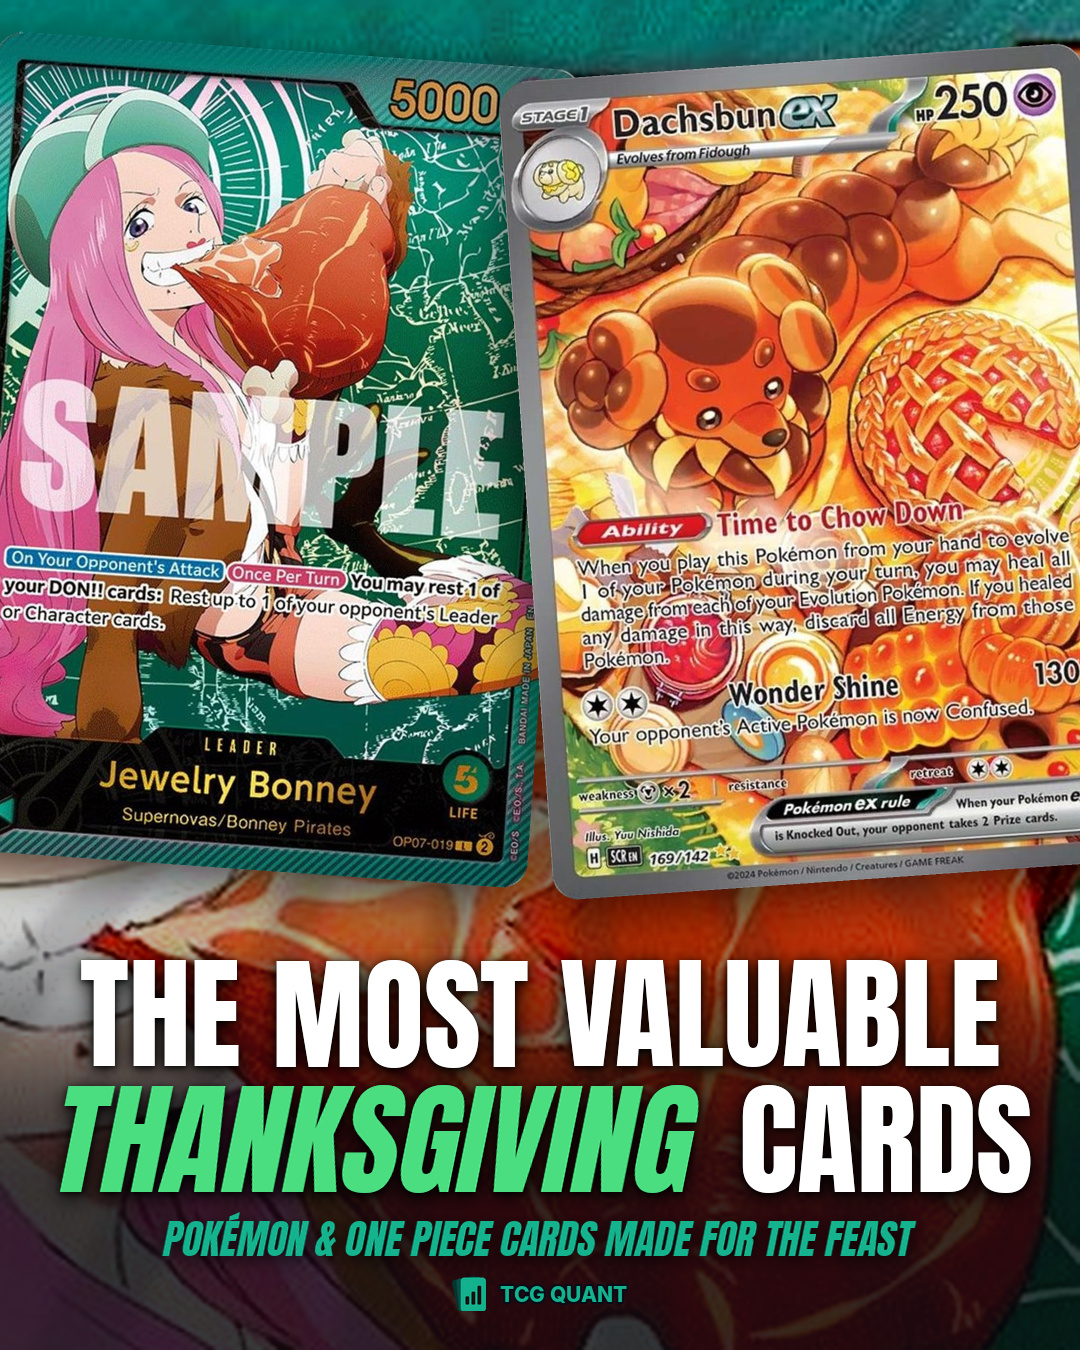 5000
SAMPLE
On Your Opponent's Attack Once Per Turn You may rest 1 of
your DON!! cards: Rest up to 1 of your opponent's Leader
or Character cards.
LEADER
Jewelry Bonney
Supernovas/Bonney Pirates
5
LIFE
OP07-019 L 2
©E.O./S. ©E.O./S., T.A. BANDAI MADE IN JAPAN EN
STAGE1
Dachsbun ex
HP 250
Evolves from Fidough
Ability Time to Chow Down
When you play this Pokémon from your hand to evolve
1 of your Pokémon during your turn, you may heal all
damage from each of your Evolution Pokémon. If you healed
any damage in this way, discard all Energy from those
Pokémon.
Wonder Shine 130
Your opponent's Active Pokémon is now Confused.
weakness ×2 resistance retreat
Pokémon ex rule When your Pokémon e
is Knocked Out, your opponent takes 2 Prize cards.
Illus. Yuu Nishida
H SCR EN 169/142
©2024 Pokémon / Nintendo / Creatures / GAME FREAK
THE MOST VALUABLE
THANKSGIVING CARDS
POKÉMON & ONE PIECE CARDS MADE FOR THE FEAST
TCG QUANT